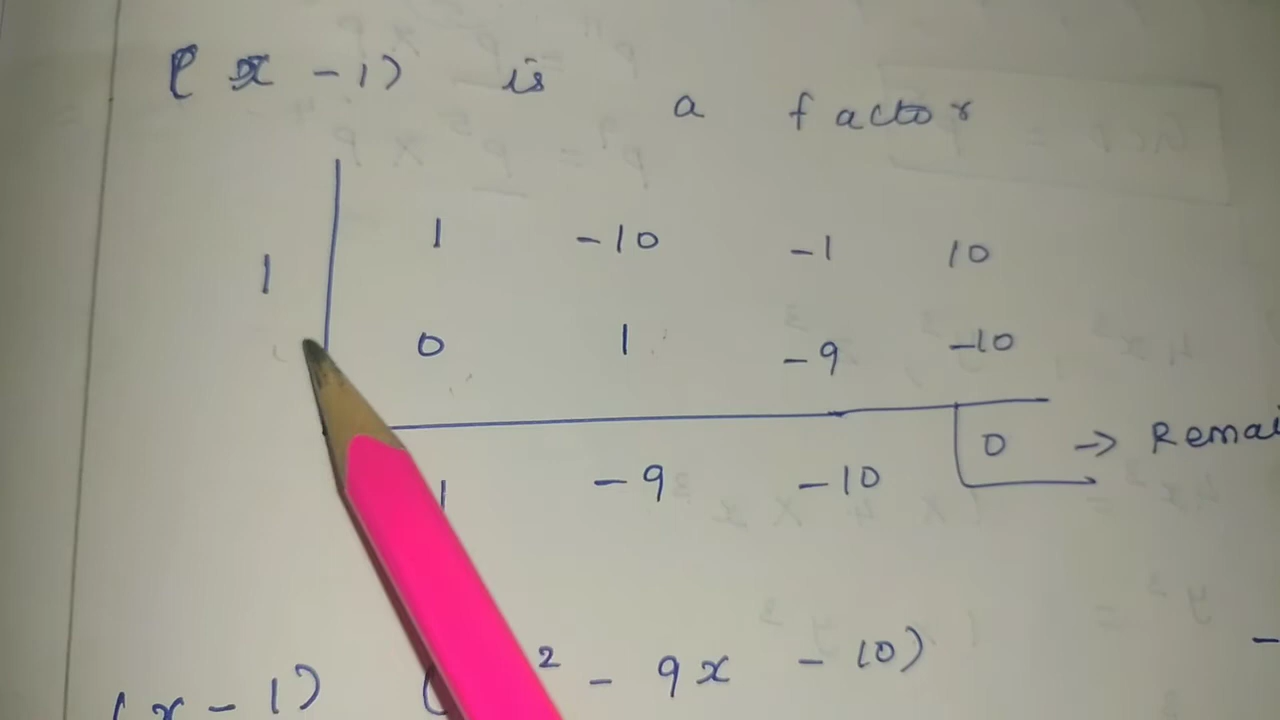 (x - 1) is a factor
1 1 -10 -1 10
0 1 -9 -10
1 -9 -10 0 → Remai
(x - 1) ( 2 - 9x - 10)